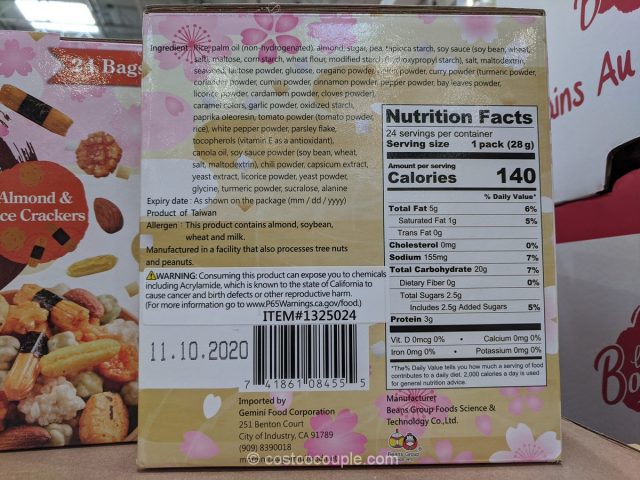 24 Bags
Almond &
Rice Crackers
Ingredient : Rice, palm oil (non-hydrogenated), almond, sugar, pea, tapioca starch, soy sauce (soy bean, wheat,
salt), maltose, corn starch, wheat flour, modified starch (hydroxypropyl starch), salt, maltodextrin,
seaweed, lactose powder, glucose, oregano powder, powder, curry powder (turmeric powder,
coriander powder, cumin powder, cinnamon powder, pepper powder, bay leaves powder,
licorice powder, cardamom powder, cloves powder),
caramel colors, garlic powder, oxidized starch,
paprika oleoresin, tomato powder (tomato powder,
rice), white pepper powder, parsley flake,
tocopherols (vitamin E as a antioxidant),
canola oil, soy sauce powder (soy bean, wheat,
salt, maltodextrin), chili powder, capsicum extract,
yeast extract, licorice powder, yeast powder,
glycine, turmeric powder, sucralose, alanine
Expiry date : As shown on the package (mm / dd / yyyy)
Product of Taiwan
Allergen : This product contains almond, soybean,
wheat and milk.
Manufactured in a facility that also processes tree nuts
and peanuts.
WARNING: Consuming this product can expose you to chemicals
including Acrylamide, which is known to the state of California to
cause cancer and birth defects or other reproductive harm.
(For more information go to www.P65Warnings.ca.gov/food.)
ITEM#1325024
11.10.2020
7 41861 08455 5
Imported by
Gemini Food Corporation
251 Benton Court
City of Industry, CA 91789
(909) 8390018
Nutrition Facts
24 servings per container
Serving size 1 pack (28 g)
Amount per serving
Calories 140
% Daily Value*
Total Fat 5g 6%
Saturated Fat 1g 5%
Trans Fat 0g
Cholesterol 0mg 0%
Sodium 155mg 7%
Total Carbohydrate 20g 7%
Dietary Fiber 0g 0%
Total Sugars 2.5g
Includes 2.5g Added Sugars 5%
Protein 3g
Vit. D 0mcg 0% • Calcium 0mg 0%
Iron 0mg 0% • Potassium 0mg 0%
*The% Daily Value tells you how much a serving of food
contributes to a daily diet. 2,000 calories a day is used
for general nutrition advice.
Manufacturer
Beans Group Foods Science &
Technology Co.,Ltd.
Beans Group
costcocouple.com
ins Au